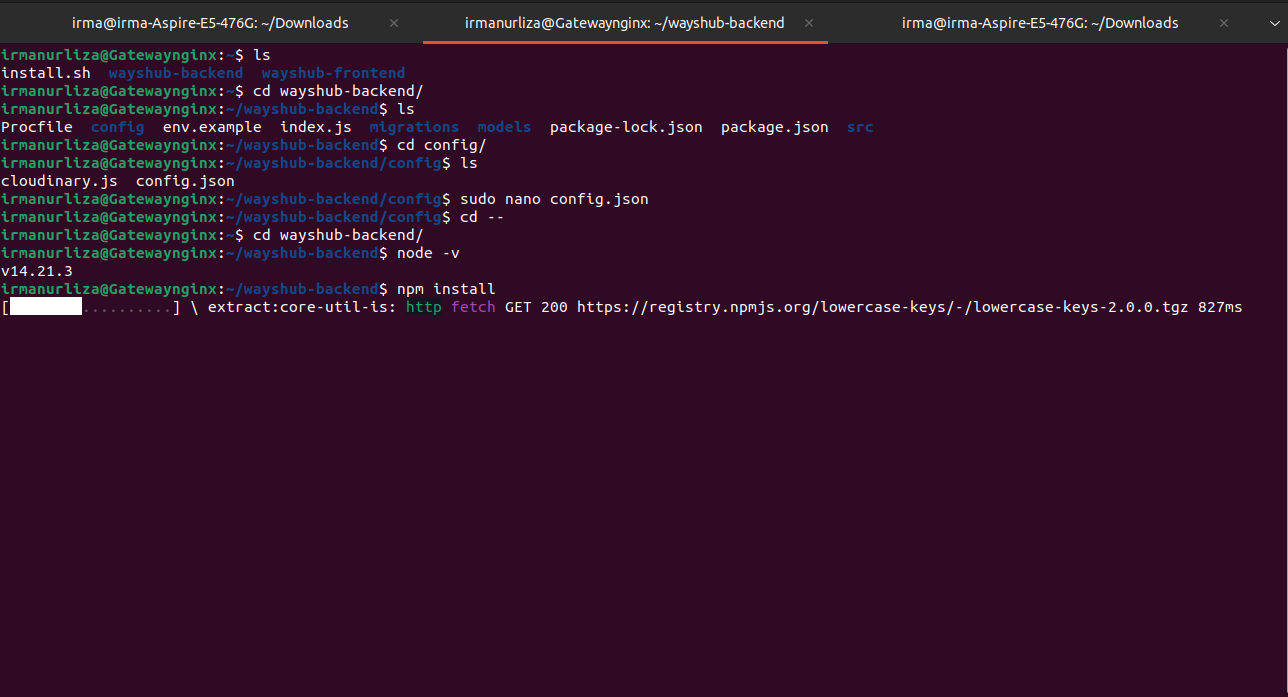 irma@irma-Aspire-E5-476G: ~/Downloads
irmanurliza@Gatewaynginx: ~/wayshub-backend
irma@irma-Aspire-E5-476G: ~/Downloads
irmanurliza@Gatewaynginx:~$ ls
install.sh  wayshub-backend  wayshub-frontend
irmanurliza@Gatewaynginx:~$ cd wayshub-backend/
irmanurliza@Gatewaynginx:~/wayshub-backend$ ls
Procfile  config  env.example  index.js  migrations  models  package-lock.json  package.json  src
irmanurliza@Gatewaynginx:~/wayshub-backend$ cd config/
irmanurliza@Gatewaynginx:~/wayshub-backend/config$ ls
cloudinary.js  config.json
irmanurliza@Gatewaynginx:~/wayshub-backend/config$ sudo nano config.json
irmanurliza@Gatewaynginx:~/wayshub-backend/config$ cd --
irmanurliza@Gatewaynginx:~$ cd wayshub-backend/
irmanurliza@Gatewaynginx:~/wayshub-backend$ node -v
v14.21.3
irmanurliza@Gatewaynginx:~/wayshub-backend$ npm install
[        ..........] \ extract:core-util-is: http fetch GET 200 https://registry.npmjs.org/lowercase-keys/-/lowercase-keys-2.0.0.tgz 827ms